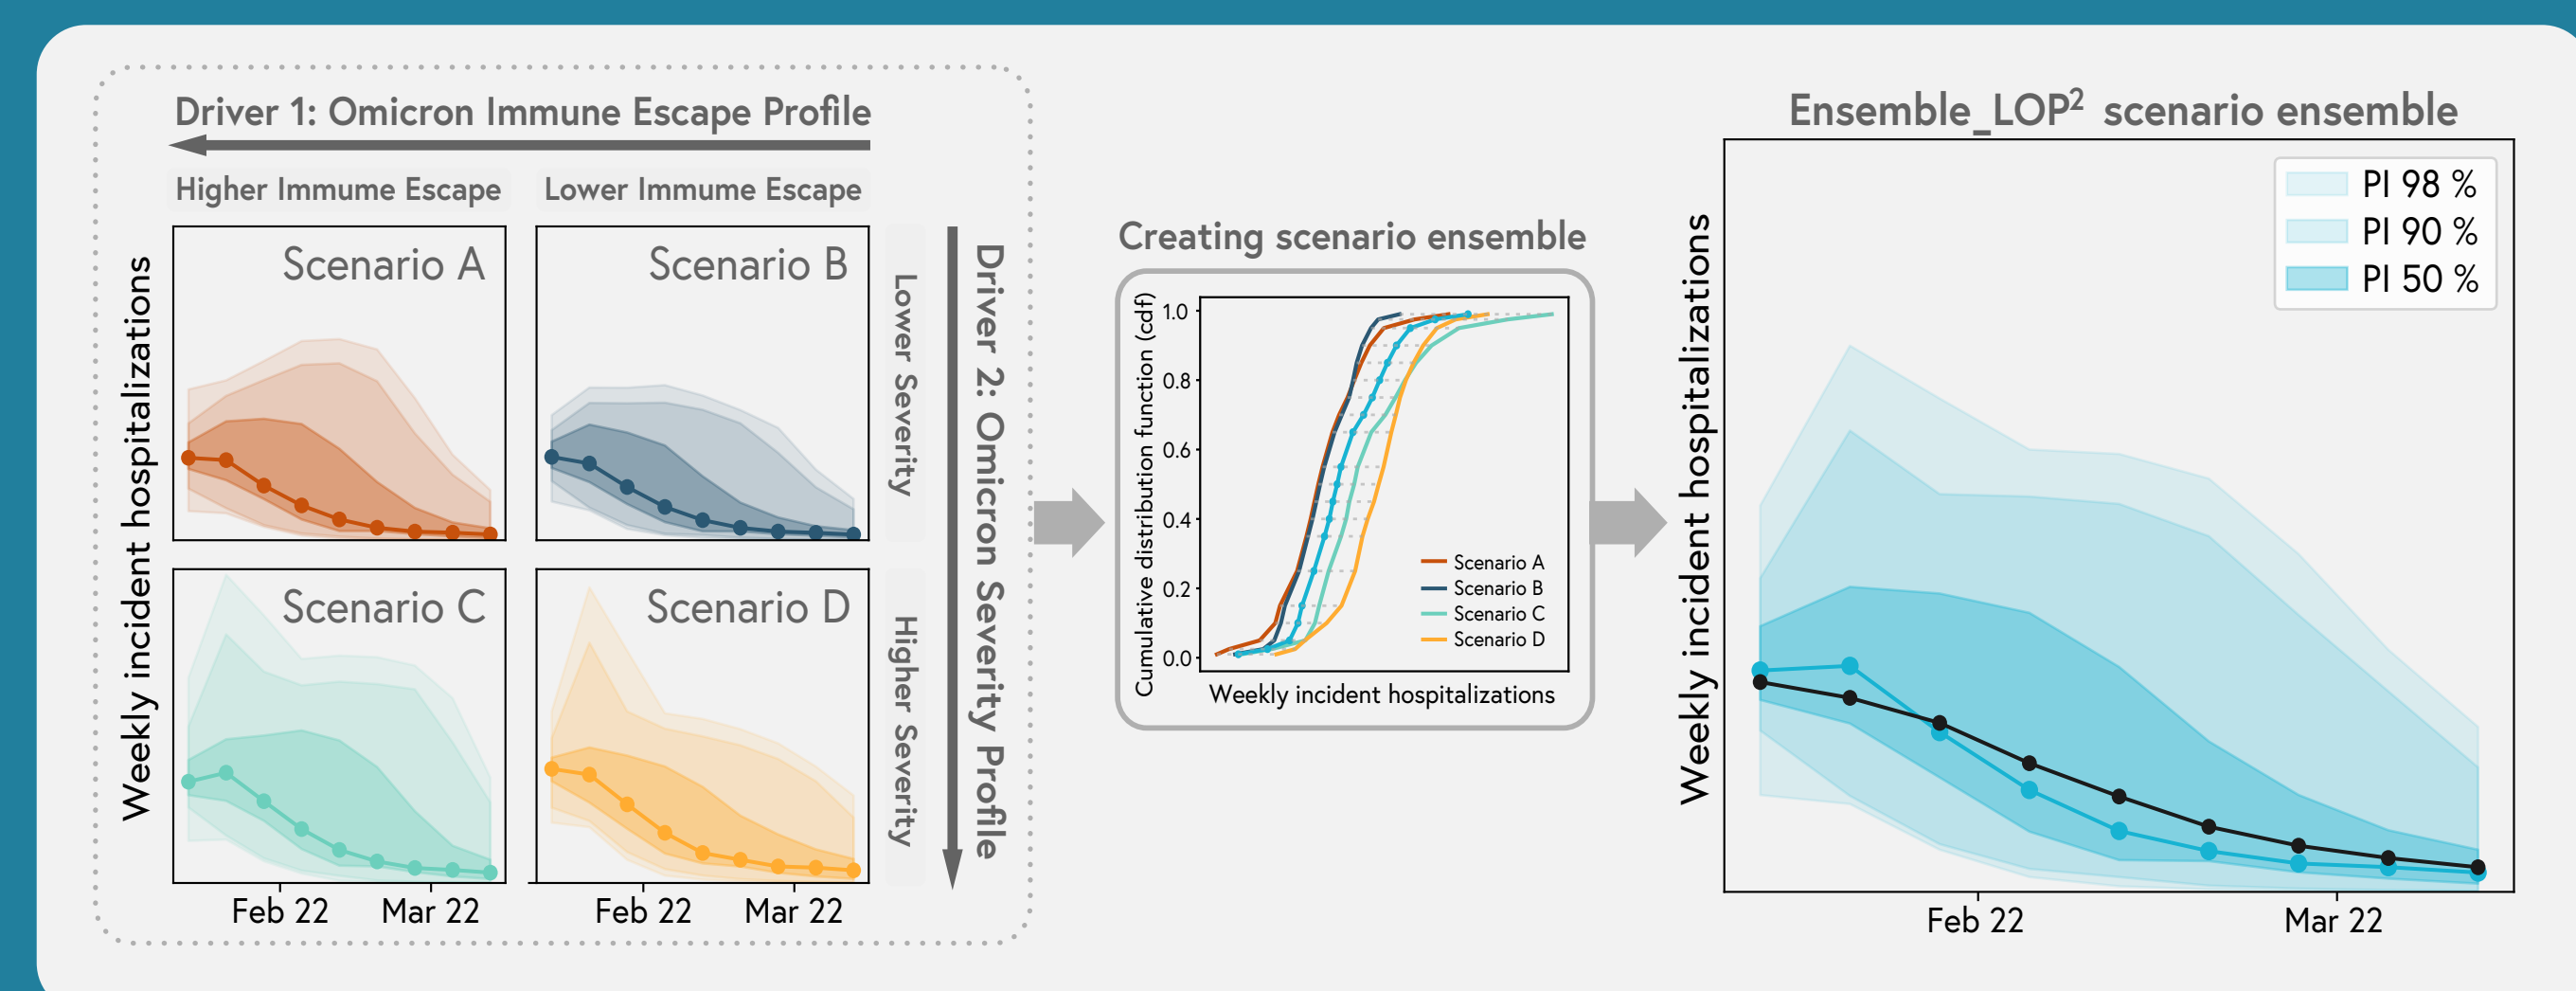 Driver 1: Omicron Immune Escape Profile
Higher Immume Escape
Lower Immume Escape
Weekly incident hospitalizations
Scenario A
Scenario B
Lower Severity
Scenario C
Scenario D
Higher Severity
Driver 2: Omicron Severity Profile
Feb 22
Mar 22
Feb 22
Mar 22
Creating scenario ensemble
Cumulative distribution function (cdf)
1.0
0.8
0.6
0.4
0.2
0.0
Scenario A
Scenario B
Scenario C
Scenario D
Weekly incident hospitalizations
Ensemble_LOP² scenario ensemble
Weekly incident hospitalizations
PI 98 %
PI 90 %
PI 50 %
Feb 22
Mar 22